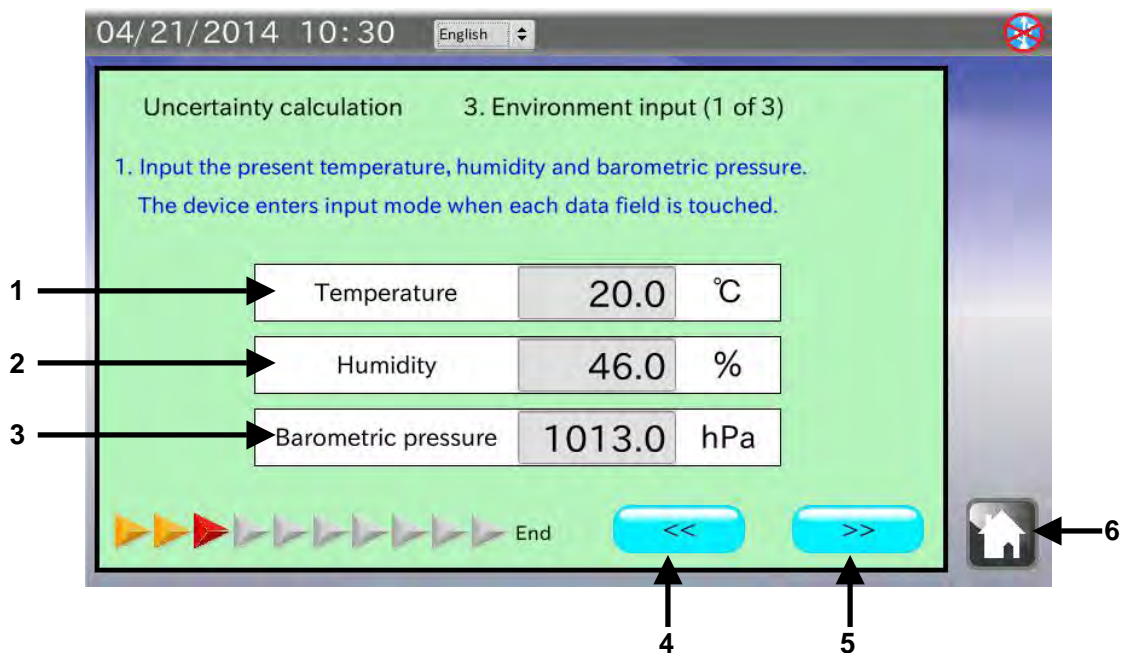 04/21/2014 10:30 English
Uncertainty calculation 3. Environment input (1 of 3)
1. Input the present temperature, humidity and barometric pressure.
The device enters input mode when each data field is touched.
1 Temperature 20.0 ℃
2 Humidity 46.0 %
3 Barometric pressure 1013.0 hPa
End << >> 6
4 5